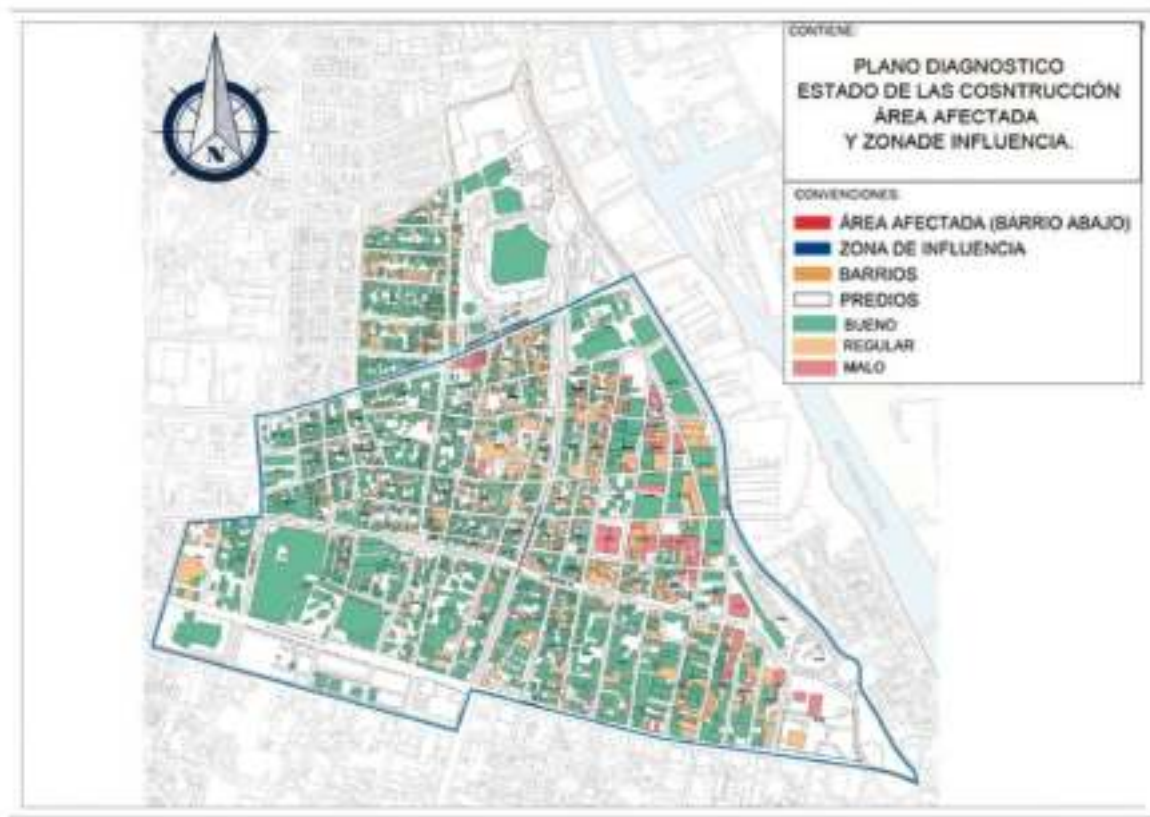 CONTIENE:
PLANO DIAGNOSTICO
ESTADO DE LAS COSNTRUCCIÓN
ÁREA AFECTADA
Y ZONADE INFLUENCIA.
CONVENCIONES:
ÁREA AFECTADA (BARRIO ABAJO)
ZONA DE INFLUENCIA
BARRIOS
PREDIOS
BUENO
REGULAR
MALO
N